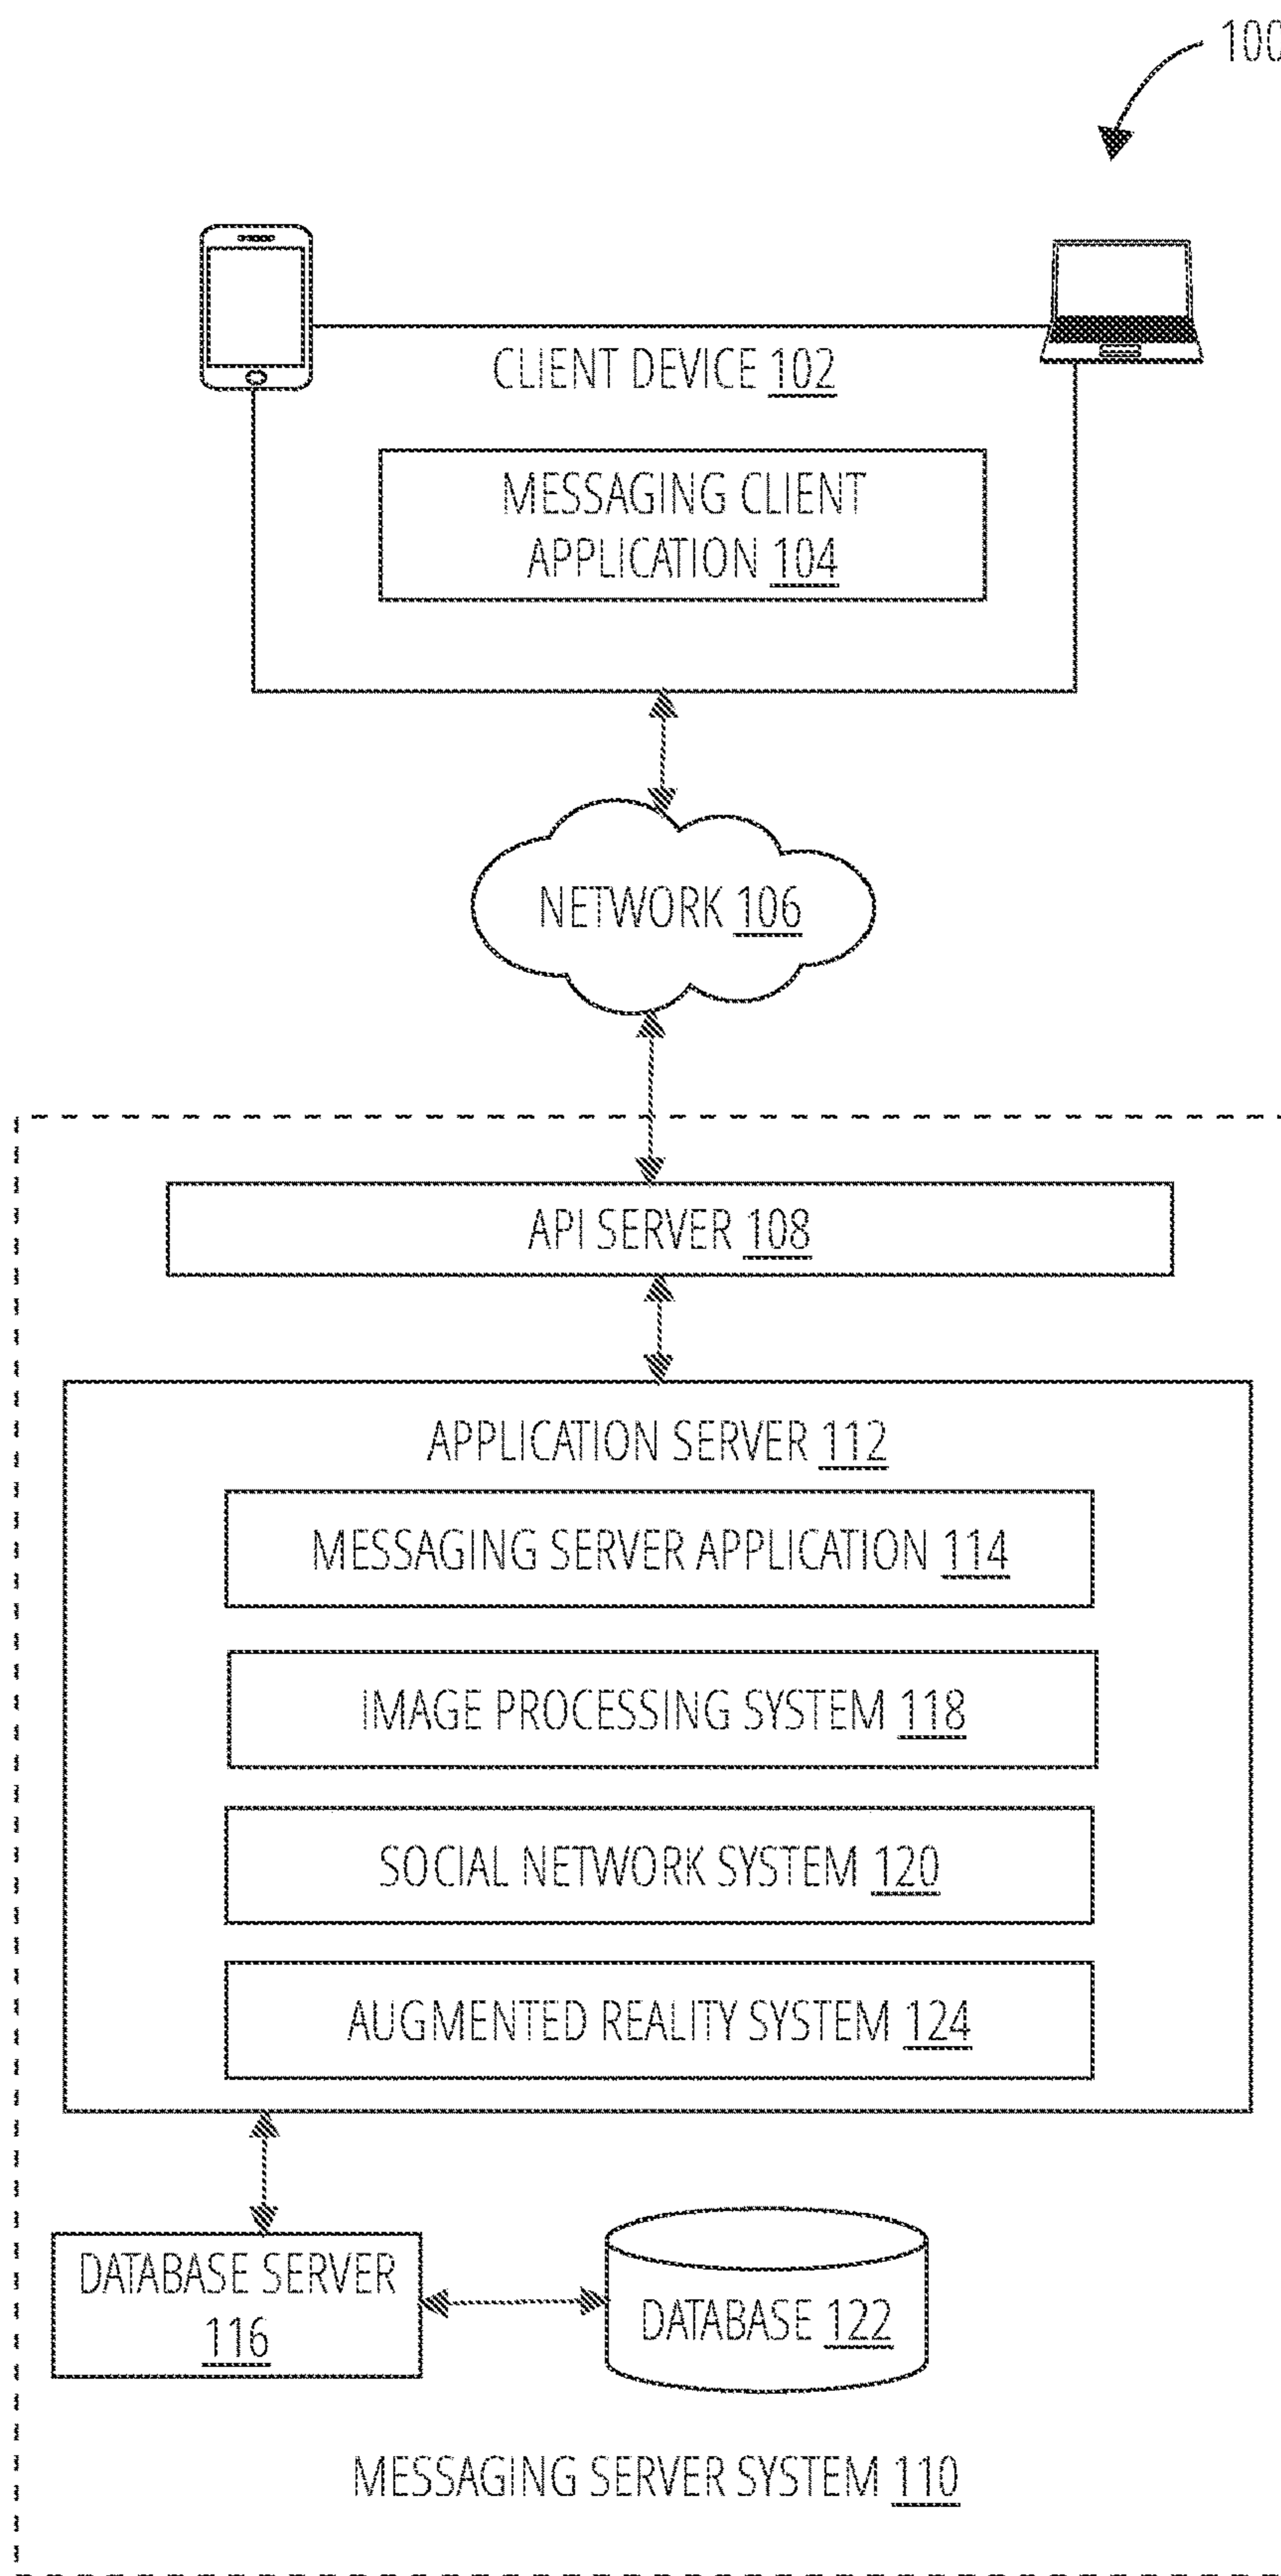 100
CLIENT DEVICE 102
MESSAGING CLIENT
APPLICATION 104
NETWORK 106
API SERVER 108
APPLICATION SERVER 112
MESSAGING SERVER APPLICATION 114
IMAGE PROCESSING SYSTEM 118
SOCIAL NETWORK SYSTEM 120
AUGMENTED REALITY SYSTEM 124
DATABASE SERVER
116
DATABASE 122
MESSAGING SERVER SYSTEM 110